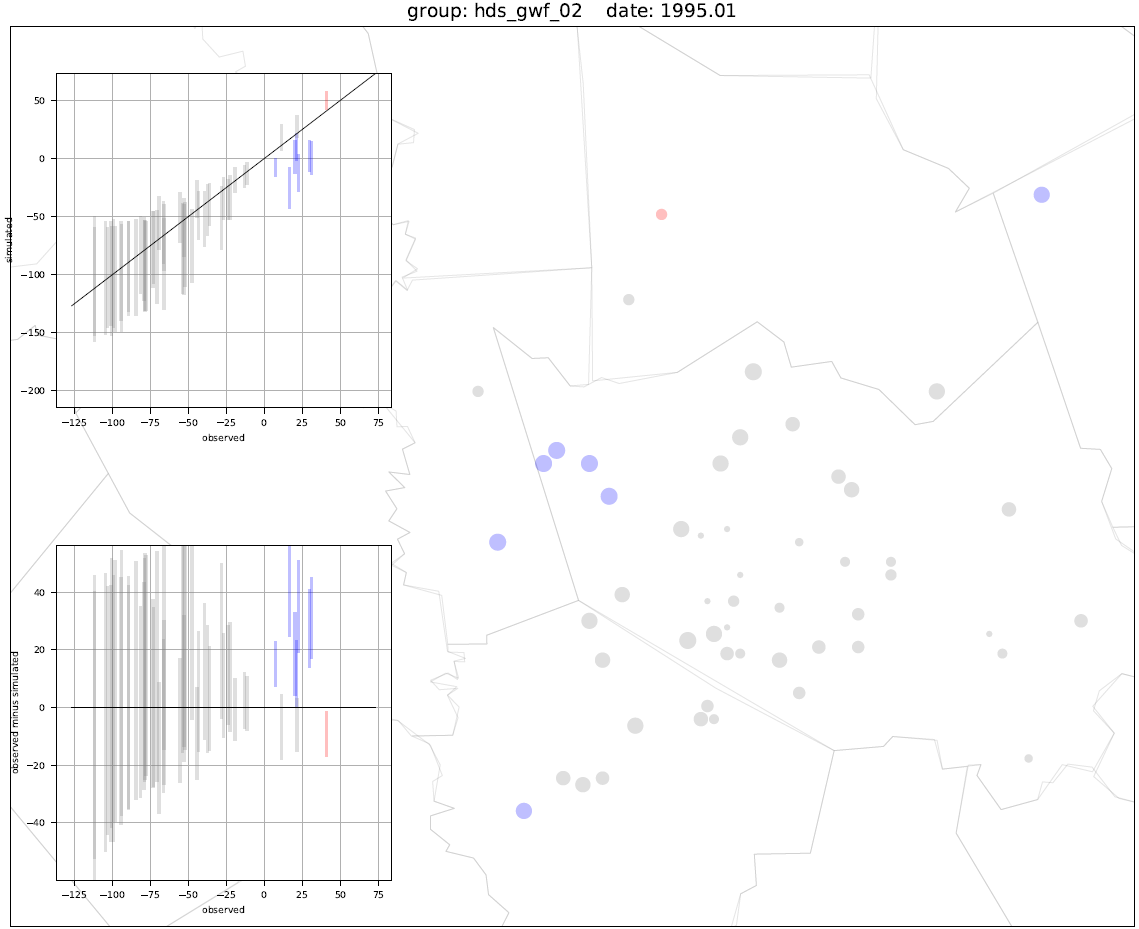 group: hds_gwf_02    date: 1995.01
50
0
−50
−100
−150
−200
simulated
−125 −100 −75 −50 −25 0 25 50 75
observed
40
20
0
−20
−40
observed minus simulated
−125 −100 −75 −50 −25 0 25 50 75
observed